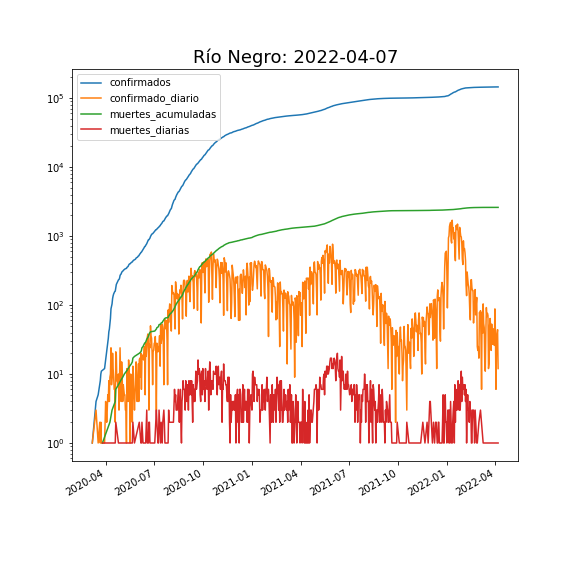 Río Negro: 2022-04-07
confirmados
confirmado_diario
muertes_acumuladas
muertes_diarias
10⁵
10⁴
10³
10²
10¹
10⁰
2020-04 2020-07 2020-10 2021-01 2021-04 2021-07 2021-10 2022-01 2022-04